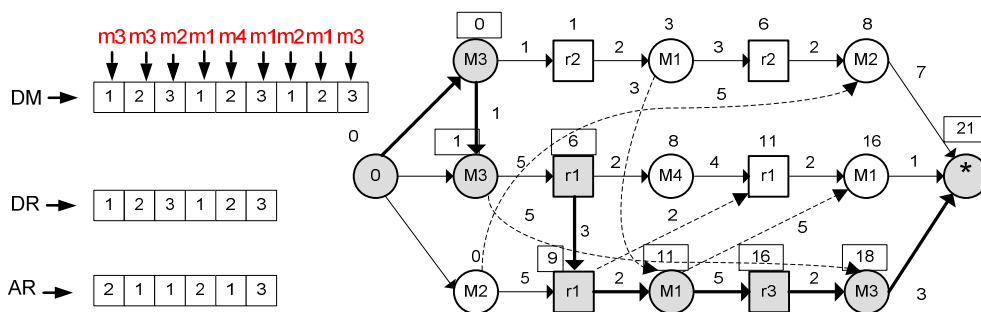 m3 m3 m2 m1 m4 m1 m2 m1 m3
DM 1 2 3 1 2 3 1 2 3
DR 1 2 3 1 2 3
AR 2 1 1 2 1 3
0 1 3 6 8
M3 1 r2 2 M1 3 r2 2 M2
3 5 7
0 1 1 6 8 11 16 21
0 M3 5 r1 2 M4 4 r1 2 M1 1 *
5 3 2 5
0 9 11 16 18
M2 5 r1 2 M1 5 r3 2 M3 3